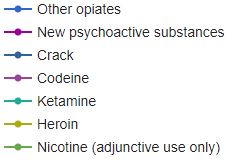 Other opiates
New psychoactive substances
Crack
Codeine
Ketamine
Heroin
Nicotine (adjunctive use only)